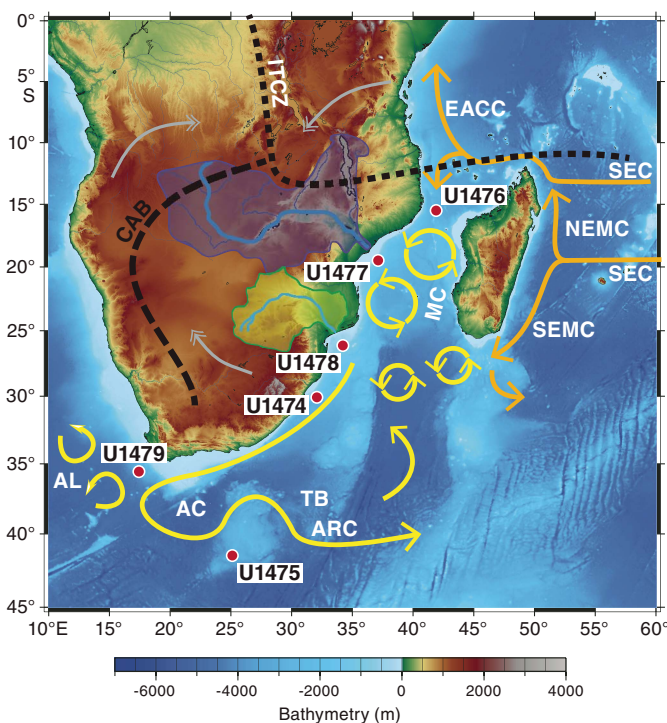 0°
5°
S
10°
15°
20°
25°
30°
35°
40°
45°
ITCZ
EACC
SEC
U1476
CAB
NEMC
U1477
SEC
MC
SEMC
U1478
U1474
U1479
AL
AC
TB
ARC
U1475
10°E
15°
20°
25°
30°
35°
40°
45°
50°
55°
60°
-6000
-4000
-2000
0
2000
4000
Bathymetry (m)